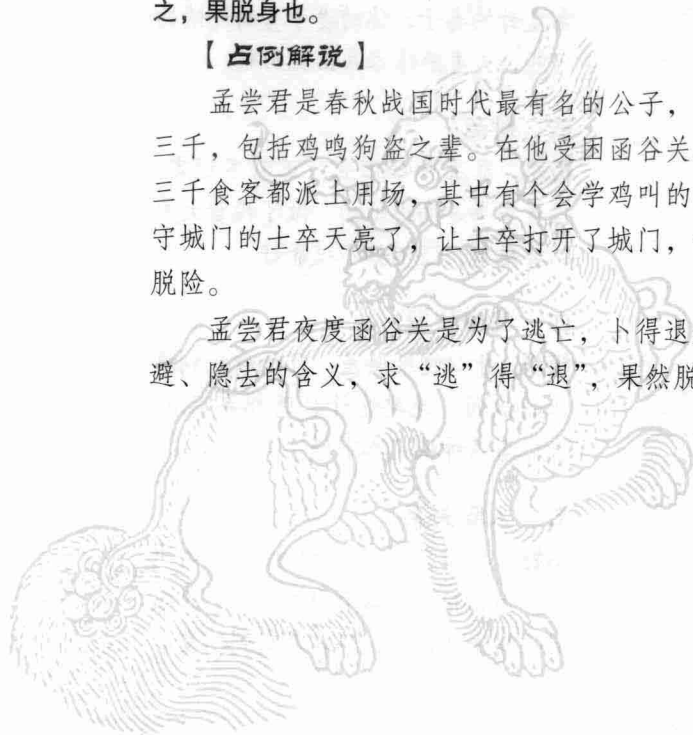 之，果脱身也。
【占例解说】
孟尝君是春秋战国时代最有名的公子，
三千，包括鸡鸣狗盗之辈。在他受困函谷关
三千食客都派上用场，其中有个会学鸡叫的
守城门的士卒天亮了，让士卒打开了城门，
脱险。
孟尝君夜度函谷关是为了逃亡，卜得退
避、隐去的含义，求“逃”得“退”，果然脱